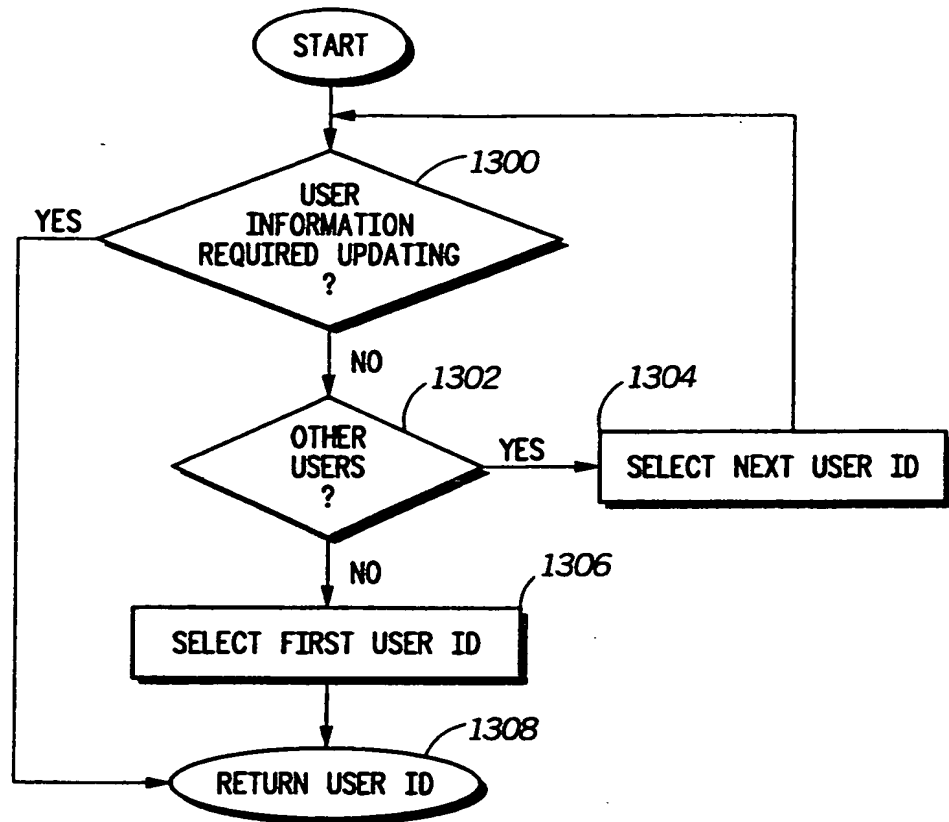 START
1300
USER
INFORMATION
REQUIRED UPDATING
?
YES
NO
1302
OTHER
USERS
?
YES
1304
SELECT NEXT USER ID
NO
1306
SELECT FIRST USER ID
1308
RETURN USER ID